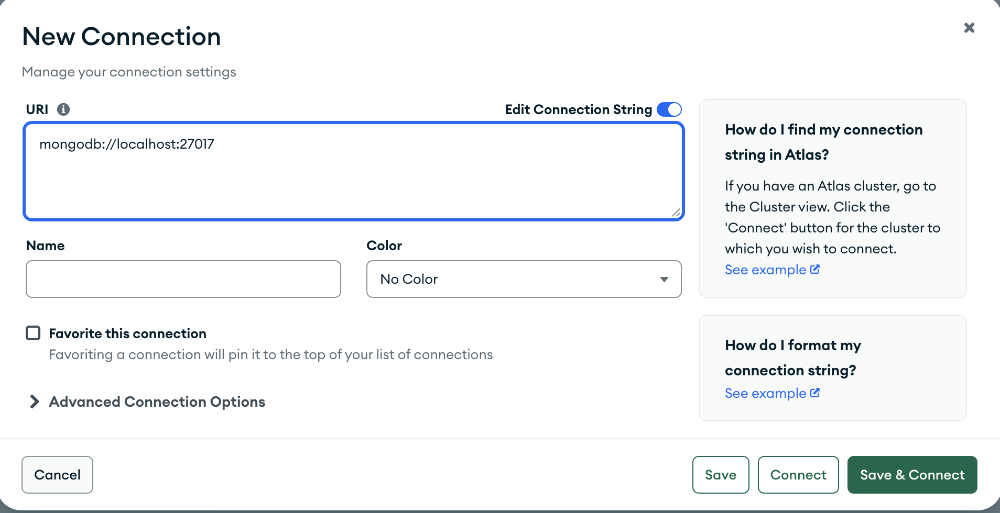 New Connection
Manage your connection settings
URI
Edit Connection String
mongodb://localhost:27017
Name
Color
No Color
Favorite this connection
Favoriting a connection will pin it to the top of your list of connections
Advanced Connection Options
How do I find my connection
string in Atlas?
If you have an Atlas cluster, go to
the Cluster view. Click the
'Connect' button for the cluster to
which you wish to connect.
See example
How do I format my
connection string?
See example
Cancel
Save
Connect
Save & Connect